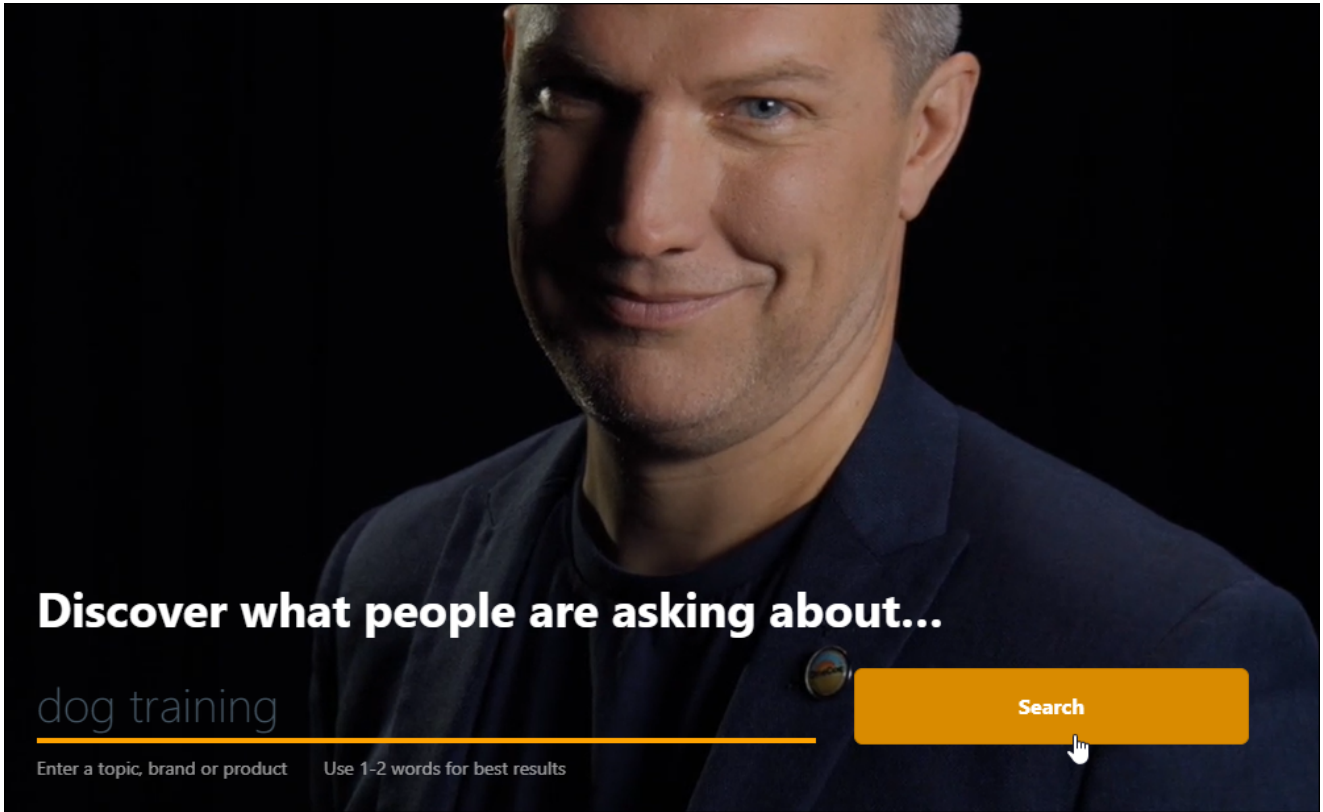 Discover what people are asking about...
dog training
Search
Enter a topic, brand or product Use 1-2 words for best results